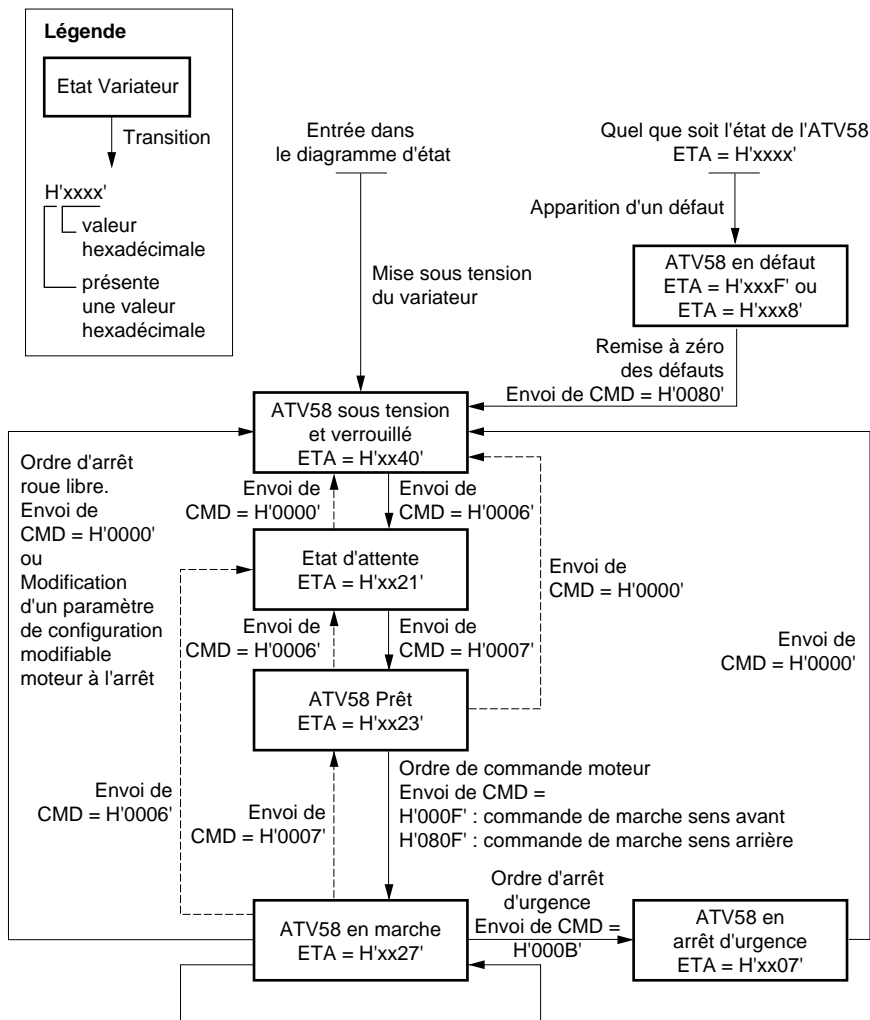 Légende
Etat Variateur
Transition
H'xxxx'
valeur
hexadécimale
présente
une valeur
hexadécimale
Entrée dans
le diagramme d'état
Quel que soit l'état de l'ATV58
ETA = H'xxxx'
Apparition d'un défaut
Mise sous tension
du variateur
ATV58 en défaut
ETA = H'xxxF' ou
ETA = H'xxx8'
Remise à zéro
des défauts
Envoi de CMD = H'0080'
ATV58 sous tension
et verrouillé
ETA = H'xx40'
Ordre d'arrêt
roue libre.
Envoi de
CMD = H'0000'
ou
Modification
d'un paramètre
de configuration
modifiable
moteur à l'arrêt
Envoi de
CMD = H'0000'
Envoi de
CMD = H'0006'
Etat d'attente
ETA = H'xx21'
Envoi de
CMD = H'0000'
Envoi de
CMD = H'0006'
Envoi de
CMD = H'0007'
Envoi de
CMD = H'0000'
ATV58 Prêt
ETA = H'xx23'
Envoi de
CMD = H'0006'
Envoi de
CMD = H'0007'
Ordre de commande moteur
Envoi de CMD =
H'000F' : commande de marche sens avant
H'080F' : commande de marche sens arrière
Ordre d'arrêt
d'urgence
Envoi de CMD =
H'000B'
ATV58 en marche
ETA = H'xx27'
ATV58 en
arrêt d'urgence
ETA = H'xx07'